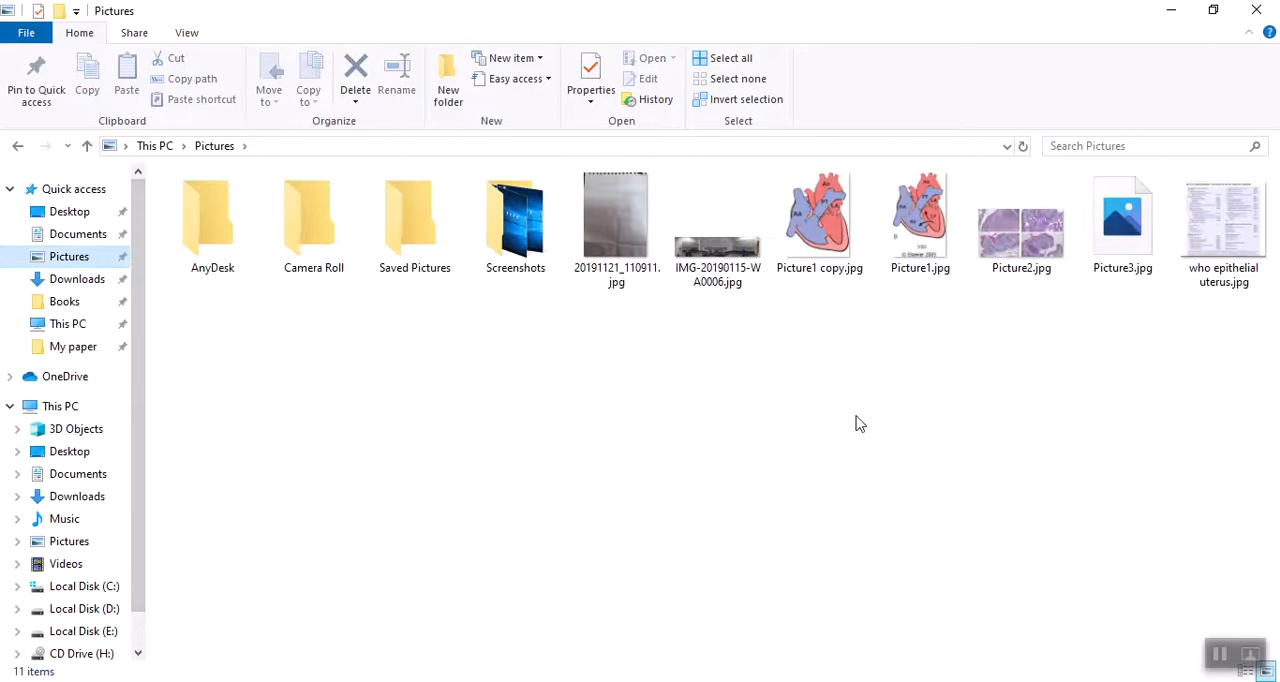 Pictures
File Home Share View
Pin to Quick access
Copy
Paste
Cut
Copy path
Paste shortcut
Clipboard
Move to
Copy to
Delete
Rename
Organize
New folder
New item
Easy access
New
Properties
Open
Edit
History
Open
Select all
Select none
Invert selection
Select
This PC > Pictures >
Search Pictures
Quick access
Desktop
Documents
Pictures
Downloads
Books
This PC
My paper
OneDrive
This PC
3D Objects
Desktop
Documents
Downloads
Music
Pictures
Videos
Local Disk (C:)
Local Disk (D:)
Local Disk (E:)
CD Drive (H:)
AnyDesk
Camera Roll
Saved Pictures
Screenshots
20191121_110911.jpg
IMG-20190115-WA0006.jpg
Picture1 copy.jpg
Picture1.jpg
Picture2.jpg
Picture3.jpg
who epithelial uterus.jpg
11 items